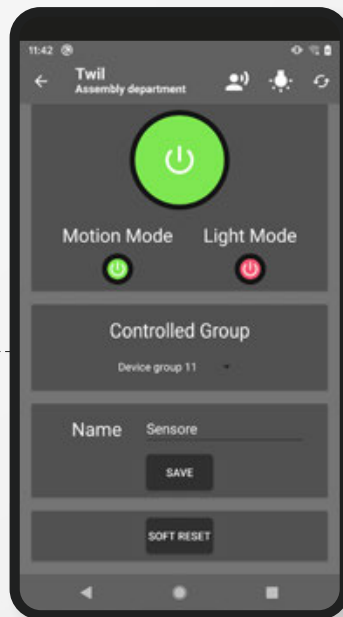 11:42
Twil
Assembly department
Motion Mode Light Mode
Controlled Group
Device group 11
Name Sensore
SAVE
SOFT RESET